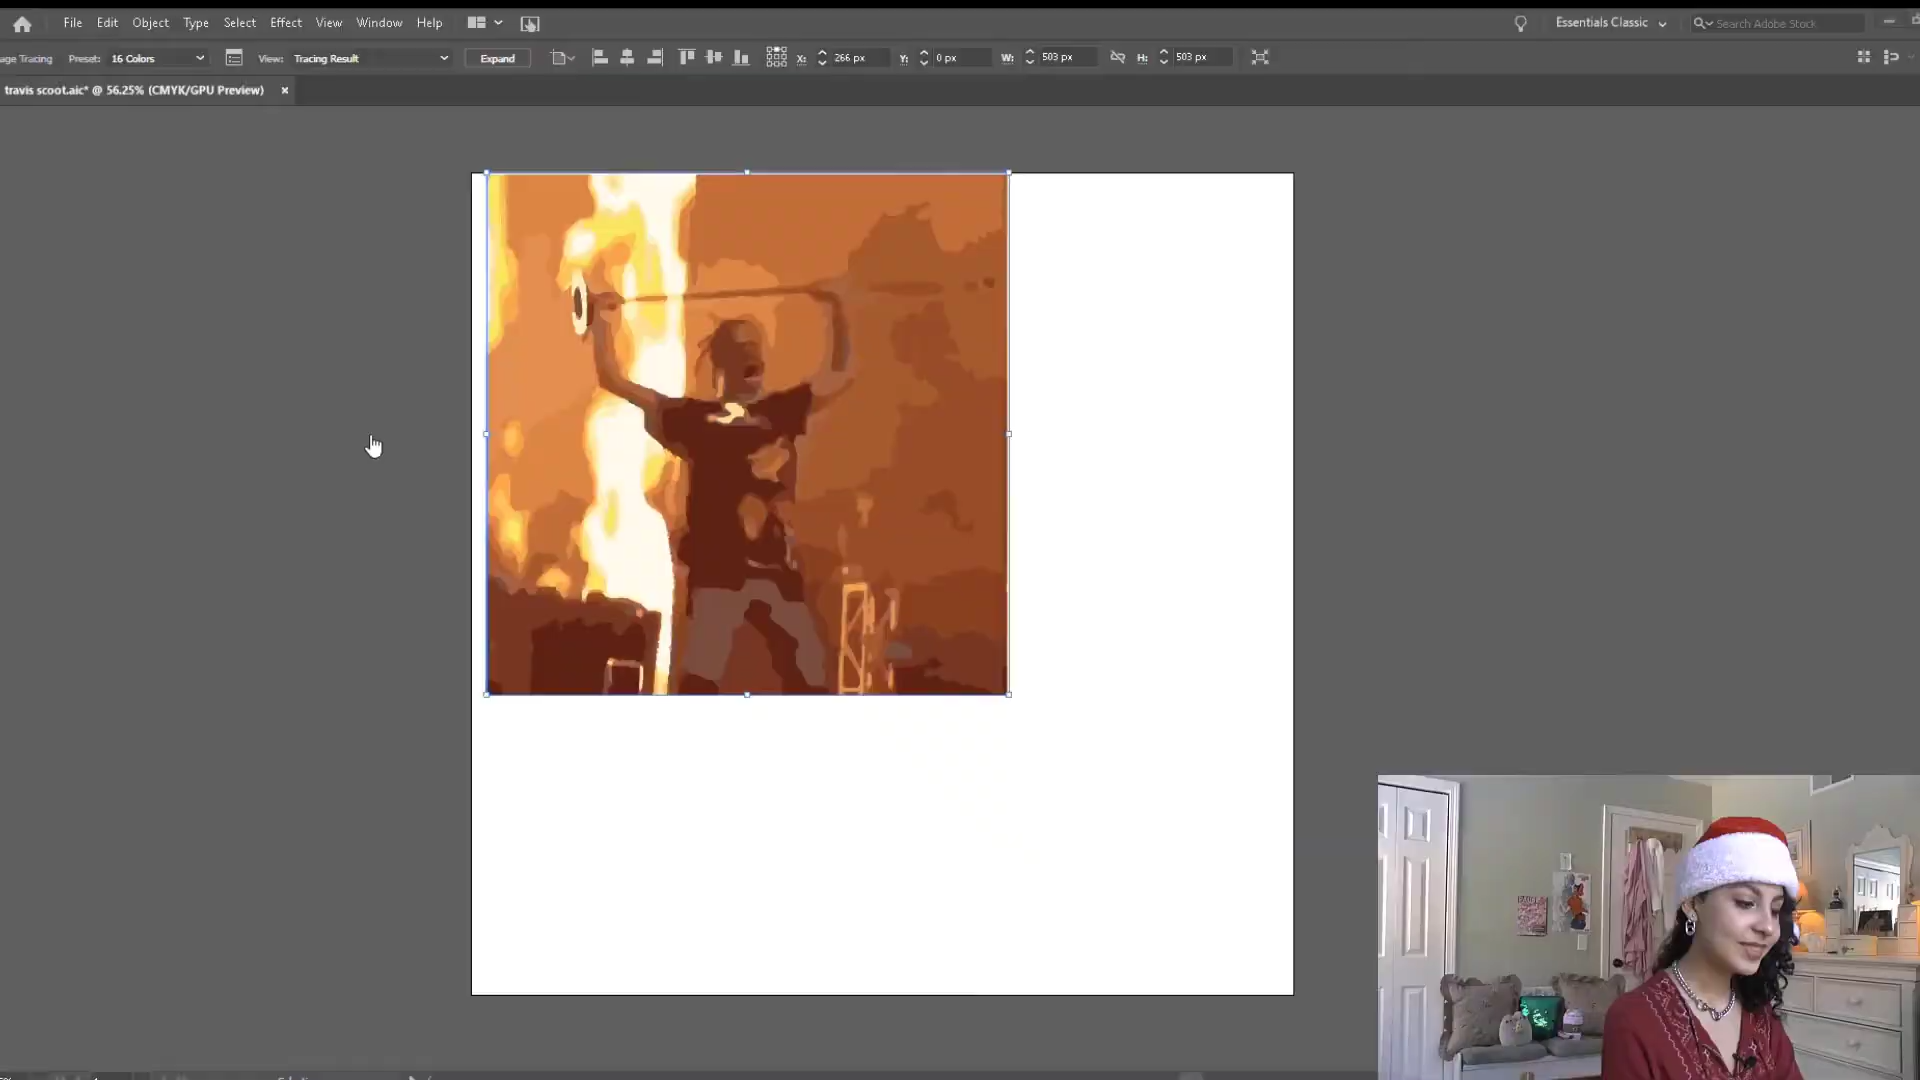 File Edit Object Type Select Effect View Window Help
Essentials Classic
Search Adobe Stock
age Tracing Preset: 16 Colors View: Tracing Result Expand X: 266 px Y: 0 px W: 503 px H: 503 px
travis scoot.aic* @ 56.25% (CMYK/GPU Preview) ×